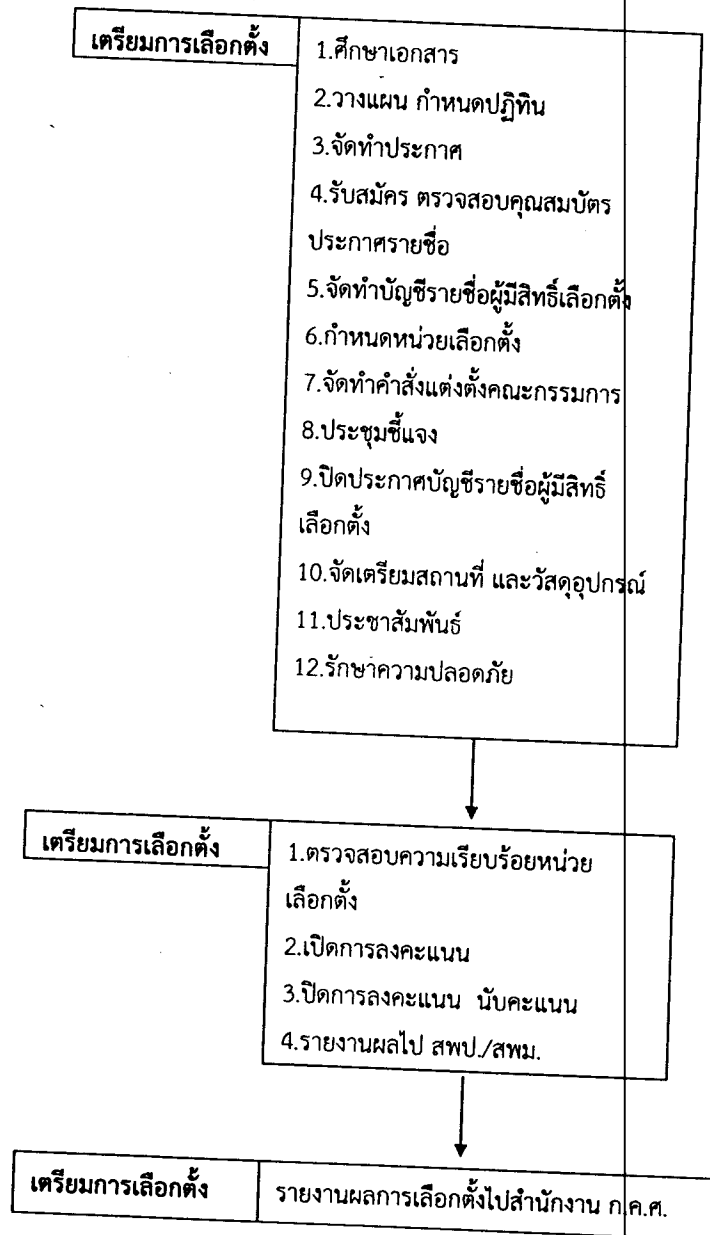 เตรียมการเลือกตั้ง
1.ศึกษาเอกสาร
2.วางแผน กำหนดปฏิทิน
3.จัดทำประกาศ
4.รับสมัคร ตรวจสอบคุณสมบัตร
ประกาศรายชื่อ
5.จัดทำบัญชีรายชื่อผู้มีสิทธิ์เลือกตั้ง
6.กำหนดหน่วยเลือกตั้ง
7.จัดทำคำสั่งแต่งตั้งคณะกรรมการ
8.ประชุมชี้แจง
9.ปิดประกาศบัญชีรายชื่อผู้มีสิทธิ์
เลือกตั้ง
10.จัดเตรียมสถานที่ และวัสดุอุปกรณ์
11.ประชาสัมพันธ์
12.รักษาความปลอดภัย
เตรียมการเลือกตั้ง
1.ตรวจสอบความเรียบร้อยหน่วย
เลือกตั้ง
2.เปิดการลงคะแนน
3.ปิดการลงคะแนน นับคะแนน
4.รายงานผลไป สพป./สพม.
เตรียมการเลือกตั้ง
รายงานผลการเลือกตั้งไปสำนักงาน ก.ค.ศ.